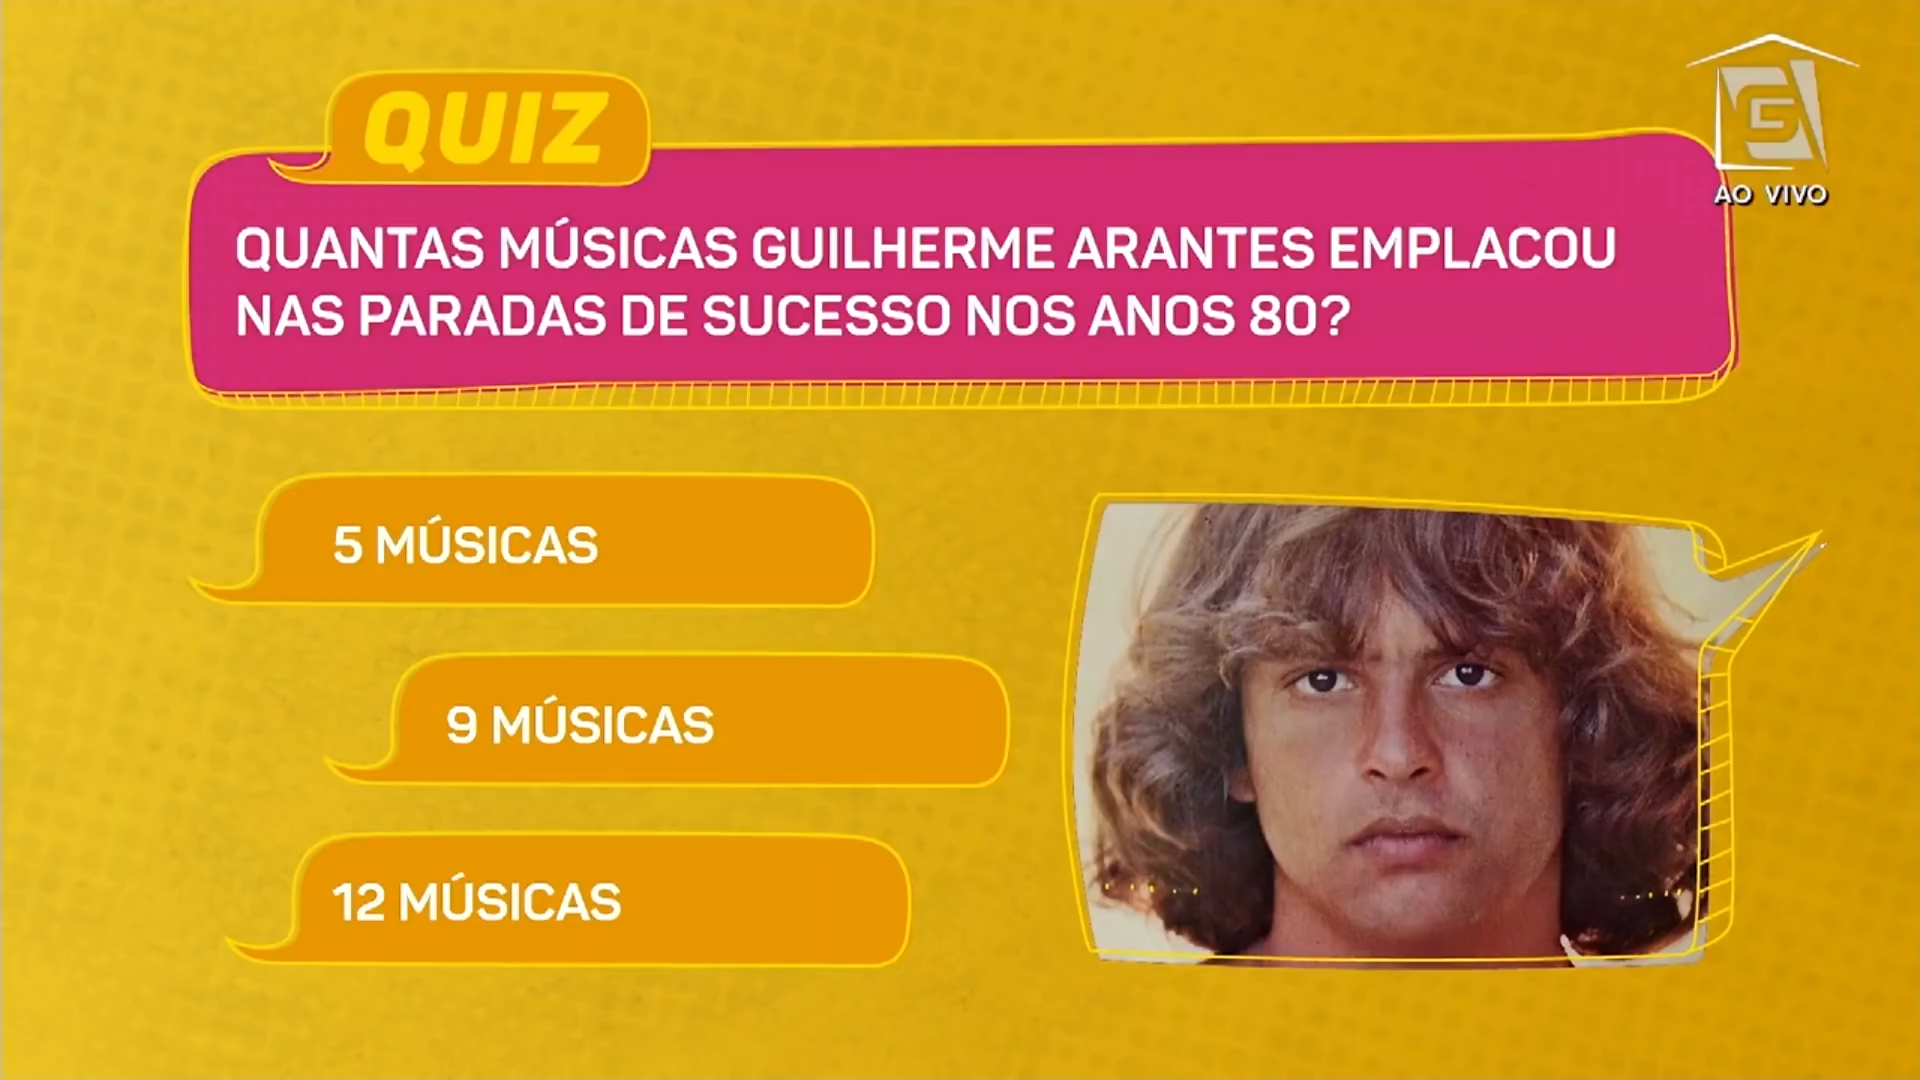 QUIZ
AO VIVO
QUANTAS MÚSICAS GUILHERME ARANTES EMPLACOU
NAS PARADAS DE SUCESSO NOS ANOS 80?
5 MÚSICAS
9 MÚSICAS
12 MÚSICAS